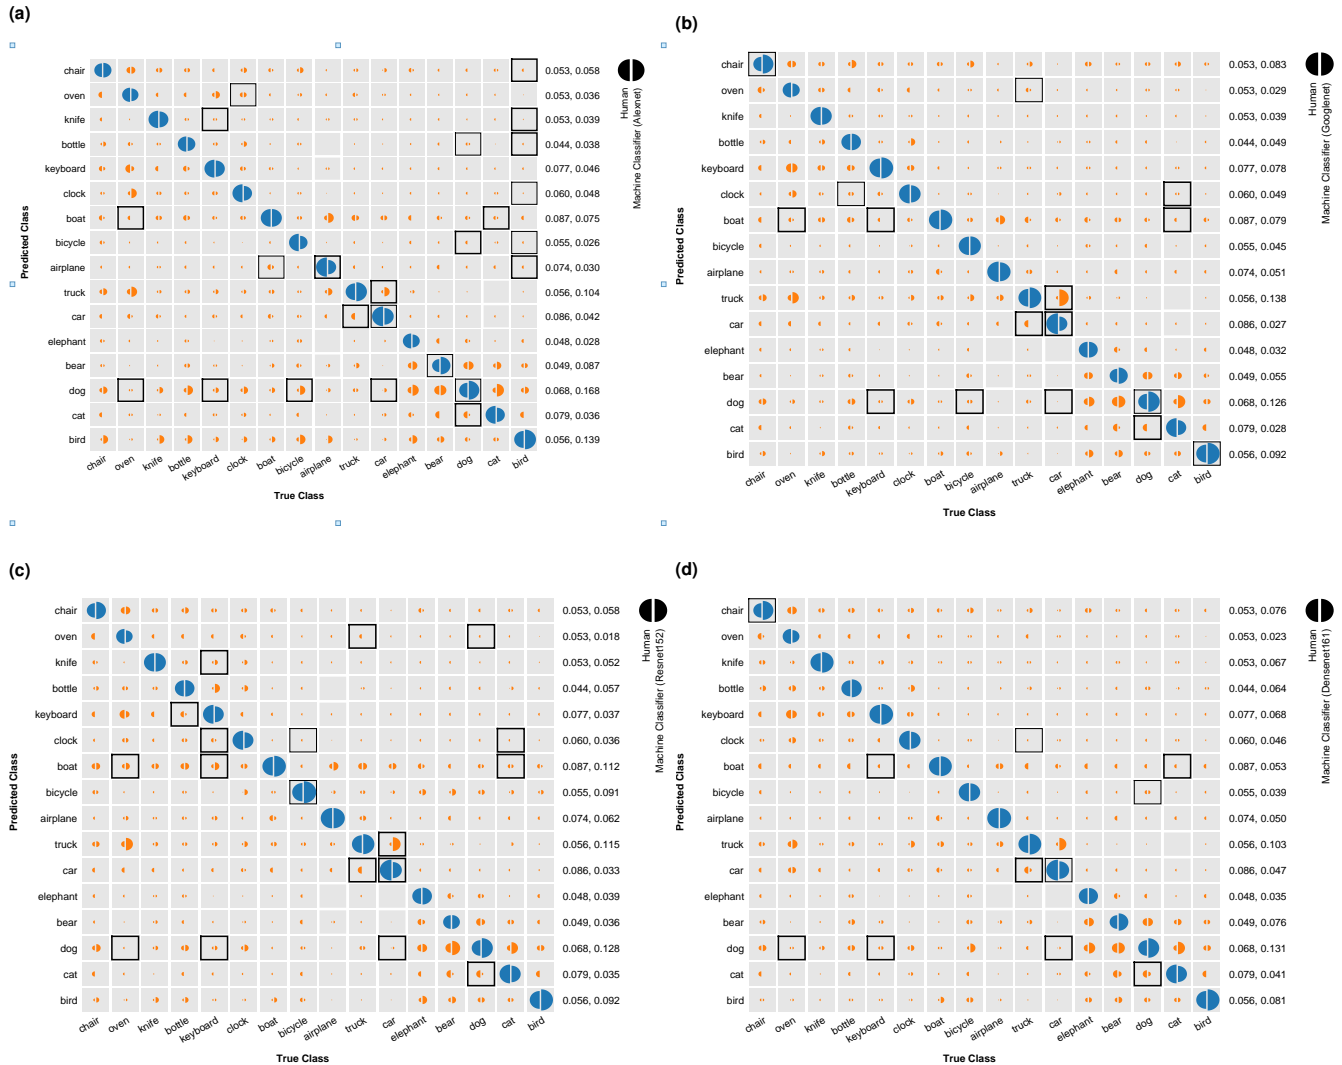 (a)
chair 0.053, 0.058
oven 0.053, 0.036
knife 0.053, 0.039
bottle 0.044, 0.038
keyboard 0.077, 0.046
clock 0.060, 0.048
boat 0.087, 0.075
bicycle 0.055, 0.026
airplane 0.074, 0.030
truck 0.056, 0.104
car 0.086, 0.042
elephant 0.048, 0.028
bear 0.049, 0.087
dog 0.068, 0.168
cat 0.079, 0.036
bird 0.056, 0.139
chair oven knife bottle keyboard clock boat bicycle airplane truck car elephant bear dog cat bird
True Class
Predicted Class
Human
Machine Classifier (Alexnet)
(b)
chair 0.053, 0.083
oven 0.053, 0.029
knife 0.053, 0.039
bottle 0.044, 0.049
keyboard 0.077, 0.078
clock 0.060, 0.049
boat 0.087, 0.079
bicycle 0.055, 0.045
airplane 0.074, 0.051
truck 0.056, 0.138
car 0.086, 0.027
elephant 0.048, 0.032
bear 0.049, 0.055
dog 0.068, 0.126
cat 0.079, 0.028
bird 0.056, 0.092
chair oven knife bottle keyboard clock boat bicycle airplane truck car elephant bear dog cat bird
True Class
Predicted Class
Human
Machine Classifier (Googlenet)
(c)
chair 0.053, 0.058
oven 0.053, 0.018
knife 0.053, 0.052
bottle 0.044, 0.057
keyboard 0.077, 0.037
clock 0.060, 0.036
boat 0.087, 0.112
bicycle 0.055, 0.091
airplane 0.074, 0.062
truck 0.056, 0.115
car 0.086, 0.033
elephant 0.048, 0.039
bear 0.049, 0.036
dog 0.068, 0.128
cat 0.079, 0.035
bird 0.056, 0.092
chair oven knife bottle keyboard clock boat bicycle airplane truck car elephant bear dog cat bird
True Class
Predicted Class
Human
Machine Classifier (Resnet152)
(d)
chair 0.053, 0.076
oven 0.053, 0.023
knife 0.053, 0.067
bottle 0.044, 0.064
keyboard 0.077, 0.068
clock 0.060, 0.046
boat 0.087, 0.053
bicycle 0.055, 0.039
airplane 0.074, 0.050
truck 0.056, 0.103
car 0.086, 0.047
elephant 0.048, 0.035
bear 0.049, 0.076
dog 0.068, 0.131
cat 0.079, 0.041
bird 0.056, 0.081
chair oven knife bottle keyboard clock boat bicycle airplane truck car elephant bear dog cat bird
True Class
Predicted Class
Human
Machine Classifier (Densenet161)